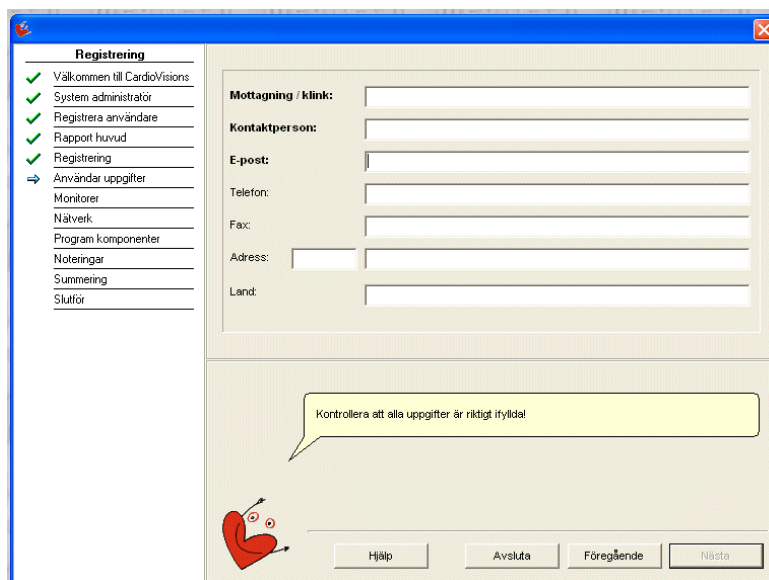 Registrering
Välkommen till CardioVisions
System administratör
Registrera användare
Rapport huvud
Registrering
Användar uppgifter
Monitorer
Nätverk
Program komponenter
Noteringar
Summering
Slutför
Mottagning / klink:
Kontaktperson:
E-post:
Telefon:
Fax:
Adress:
Land:
Kontrollera att alla uppgifter är riktigt ifyllda!
Hjälp Avsluta Föregående Nästa